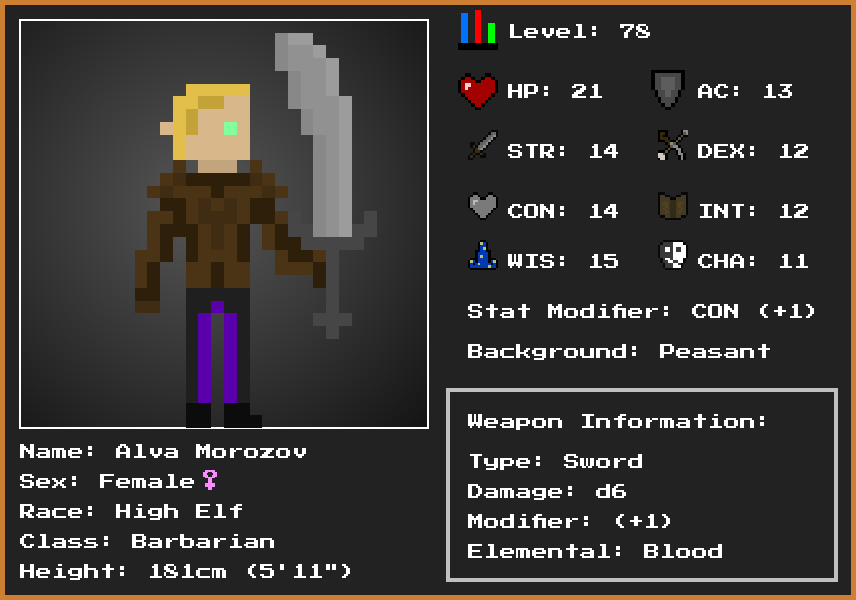 Level: 78
HP: 21
AC: 13
STR: 14
DEX: 12
CON: 14
INT: 12
WIS: 15
CHA: 11
Stat Modifier: CON (+1)
Background: Peasant
Weapon Information:
Type: Sword
Damage: d6
Modifier: (+1)
Elemental: Blood
Name: Alva Morozov
Sex: Female♀
Race: High Elf
Class: Barbarian
Height: 181cm (5'11")